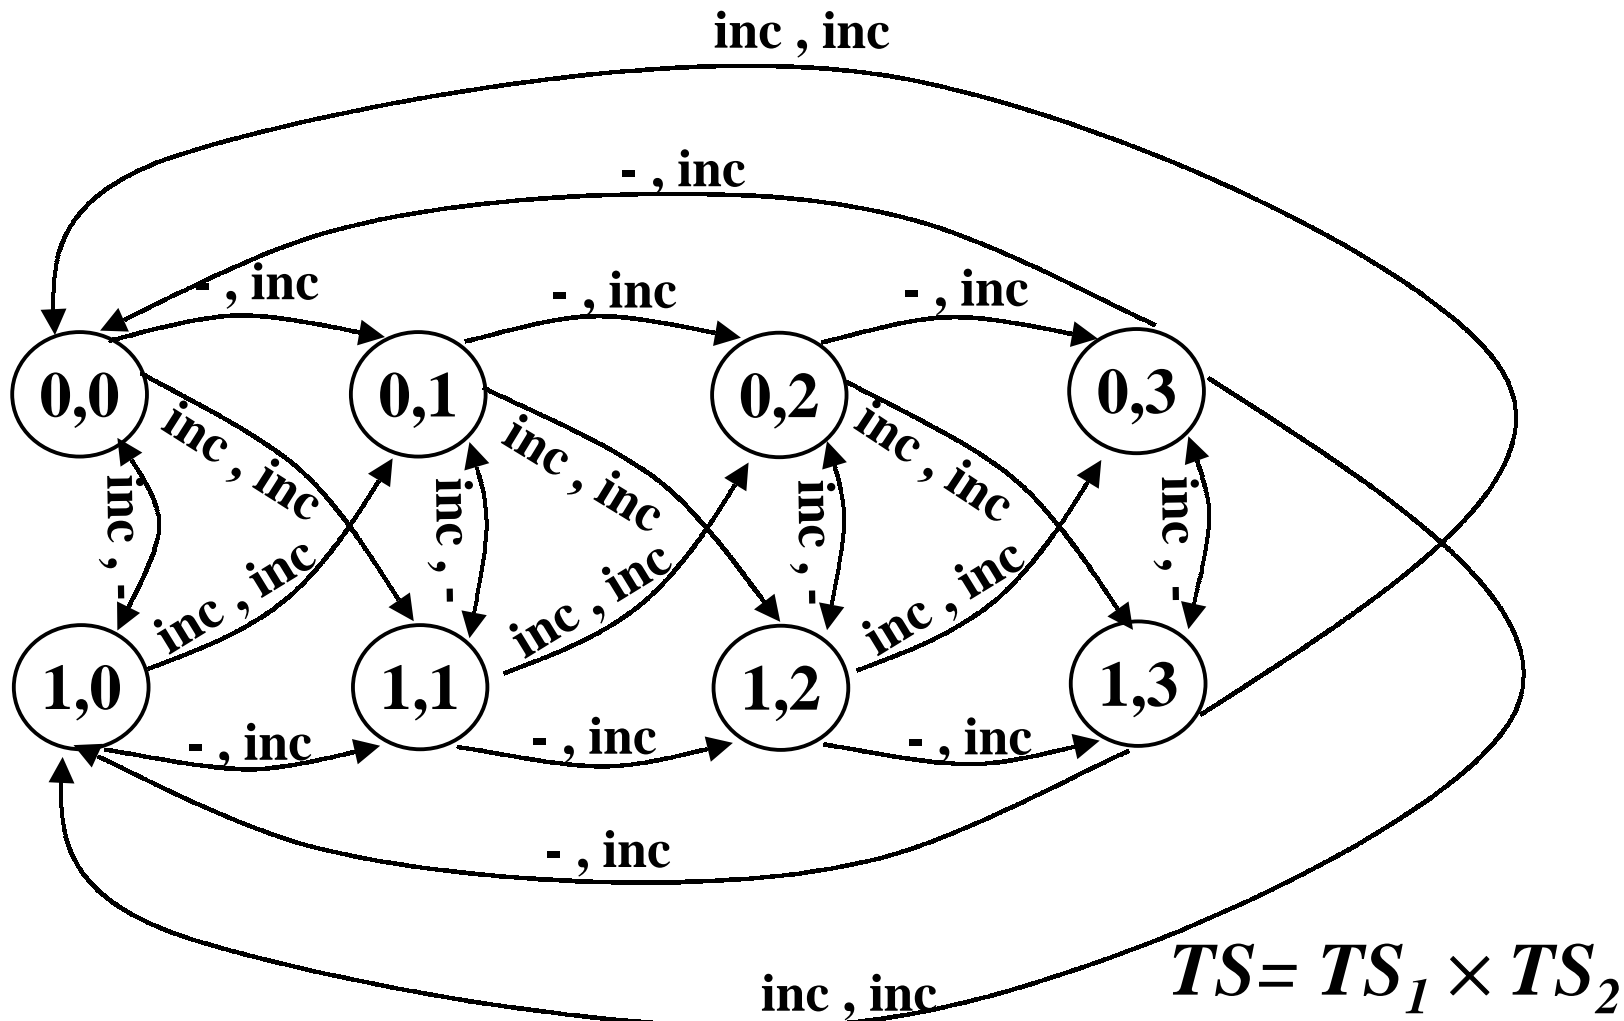 inc , inc
- , inc
- , inc
- , inc
- , inc
0,0
0,1
0,2
0,3
inc , inc
inc , inc
inc , inc
inc , -
inc , -
inc , -
inc , -
inc , inc
inc , inc
inc , inc
1,0
1,1
1,2
1,3
- , inc
- , inc
- , inc
- , inc
inc , inc
TS= TS1 × TS2